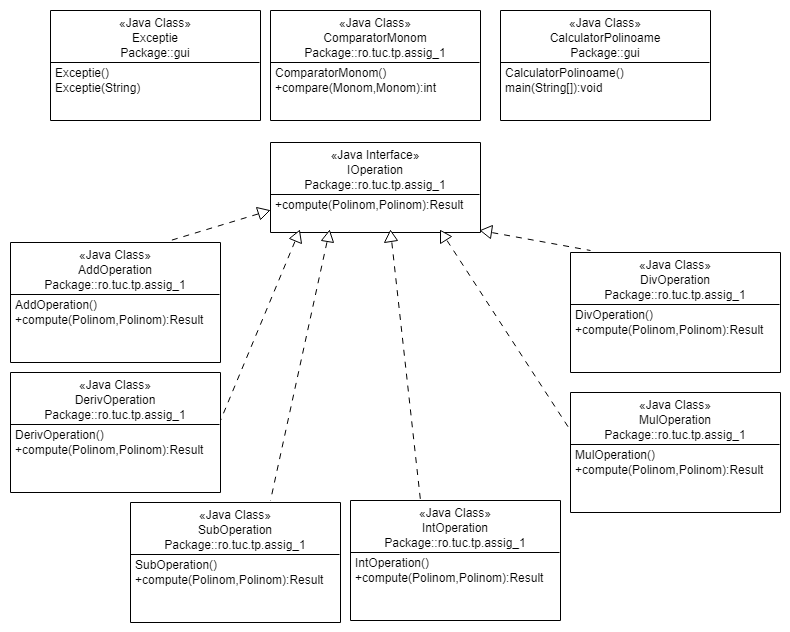 «Java Class»
Exceptie
Package::gui
Exceptie()
Exceptie(String)
«Java Class»
ComparatorMonom
Package::ro.tuc.tp.assig_1
ComparatorMonom()
+compare(Monom,Monom):int
«Java Class»
CalculatorPolinoame
Package::gui
CalculatorPolinoame()
main(String[]):void
«Java Interface»
IOperation
Package::ro.tuc.tp.assig_1
+compute(Polinom,Polinom):Result
«Java Class»
AddOperation
Package::ro.tuc.tp.assig_1
AddOperation()
+compute(Polinom,Polinom):Result
«Java Class»
DivOperation
Package::ro.tuc.tp.assig_1
DivOperation()
+compute(Polinom,Polinom):Result
«Java Class»
DerivOperation
Package::ro.tuc.tp.assig_1
DerivOperation()
+compute(Polinom,Polinom):Result
«Java Class»
MulOperation
Package::ro.tuc.tp.assig_1
MulOperation()
+compute(Polinom,Polinom):Result
«Java Class»
SubOperation
Package::ro.tuc.tp.assig_1
SubOperation()
+compute(Polinom,Polinom):Result
«Java Class»
IntOperation
Package::ro.tuc.tp.assig_1
IntOperation()
+compute(Polinom,Polinom):Result